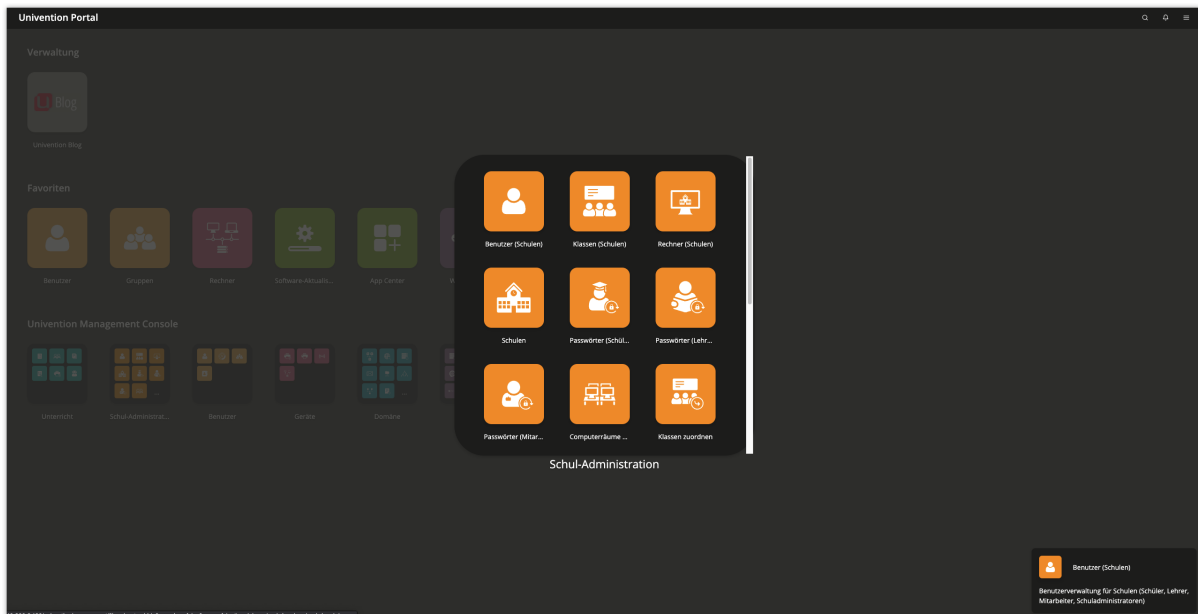 Univention Portal
Verwaltung
U Blog
Univention Blog
Favoriten
Benutzer
Gruppen
Rechner
Software-Aktualis...
App Center
Univention Management Console
Unterricht
Schul-Administrat...
Benutzer
Geräte
Domäne
Benutzer (Schulen)
Klassen (Schulen)
Rechner (Schulen)
Schulen
Passwörter (Schül...
Passwörter (Lehr...
Passwörter (Mitar...
Computerräume ...
Klassen zuordnen
Schul-Administration
Benutzer (Schulen)
Benutzerverwaltung für Schulen (Schüler, Lehrer,
Mitarbeiter, Schuladministratoren)